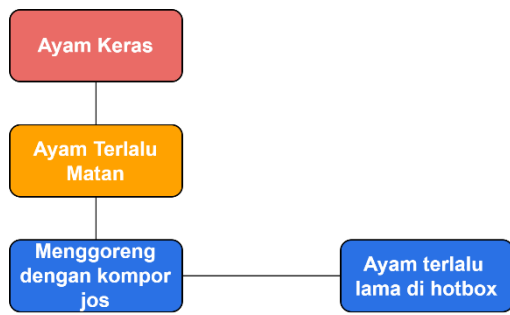 Ayam Keras
Ayam Terlalu
Matan
Menggoreng
dengan kompor
jos
Ayam terlalu
lama di hotbox